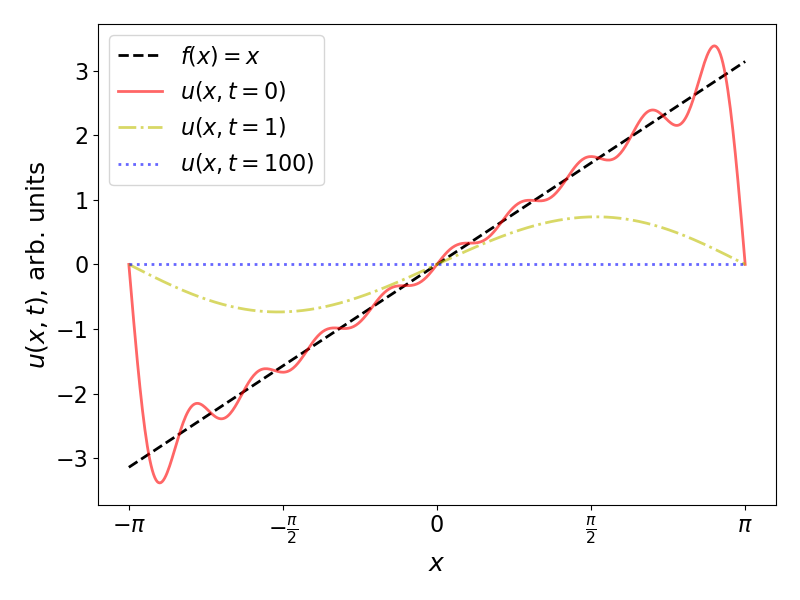 f(x) = x
u(x, t = 0)
u(x, t = 1)
u(x, t = 100)
3
2
1
0
−1
−2
−3
u(x, t), arb. units
−π −π/2 0 π/2 π
x